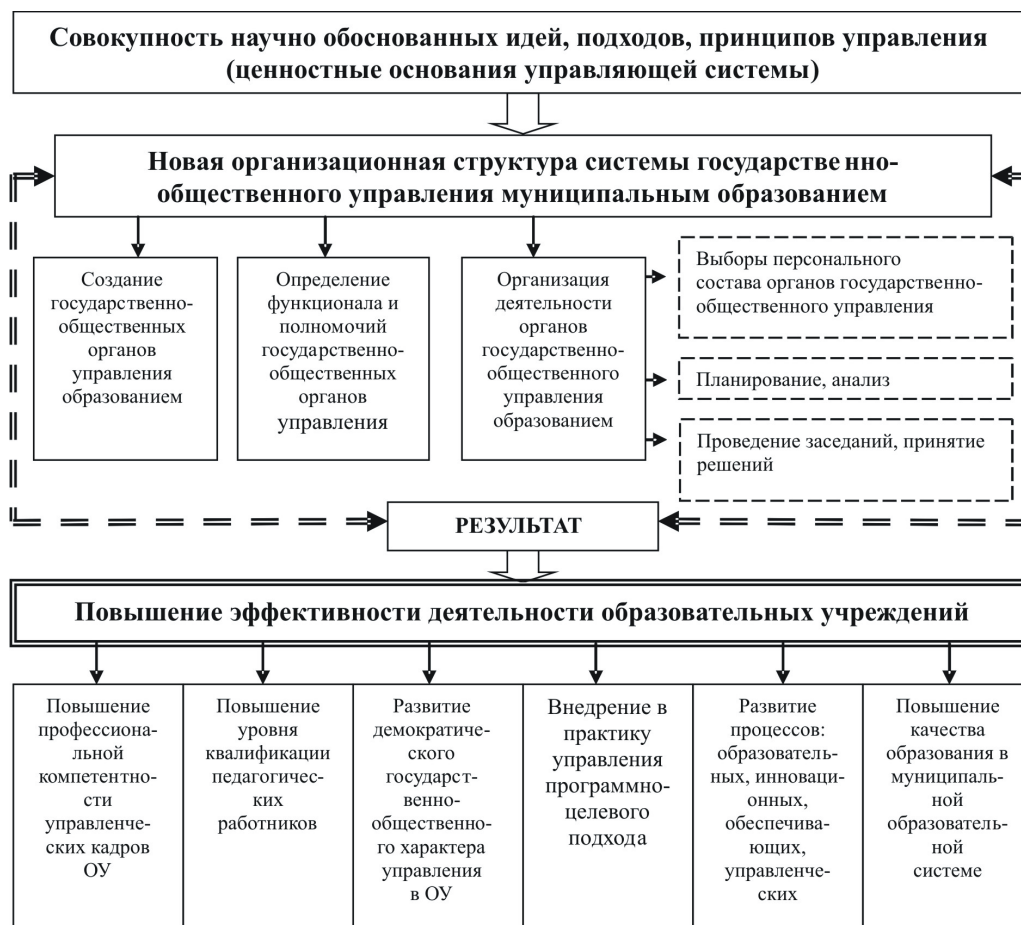 Совокупность научно обоснованных идей, подходов, принципов управления
(ценностные основания управляющей системы)
Новая организационная структура системы государстве нно-
общественного управления муниципальным образованием
Создание
государственно-
общественных
органов
управления
образованием
Определение
функционала и
полномочий
государственно-
общественных
органов
управления
Организация
деятельности
органов
государственно-
общественного
управления
образованием
Выборы персонального
состава органов государственно-
общественного управления
Планирование, анализ
Проведение заседаний, принятие
решений
РЕЗУЛЬТАТ
Повышение эффективности деятельности образовательных учреждений
Повышение
профессиона-
льной
компетентно-
сти
управленче-
ских кадров
ОУ
Повышение
уровня
квалификации
педагогичес-
ких
работников
Развитие
демократиче-
ского
государст-
венно-
общественно-
го характера
управления
в ОУ
Внедрение в
практику
управления
программно-
целевого
подхода
Развитие
процессов:
образователь-
ных, инноваци-
онных,
обеспечива-
ющих,
управленче-
ских
Повышение
качества
образования в
муниципаль-
ной
образователь-
ной
системе